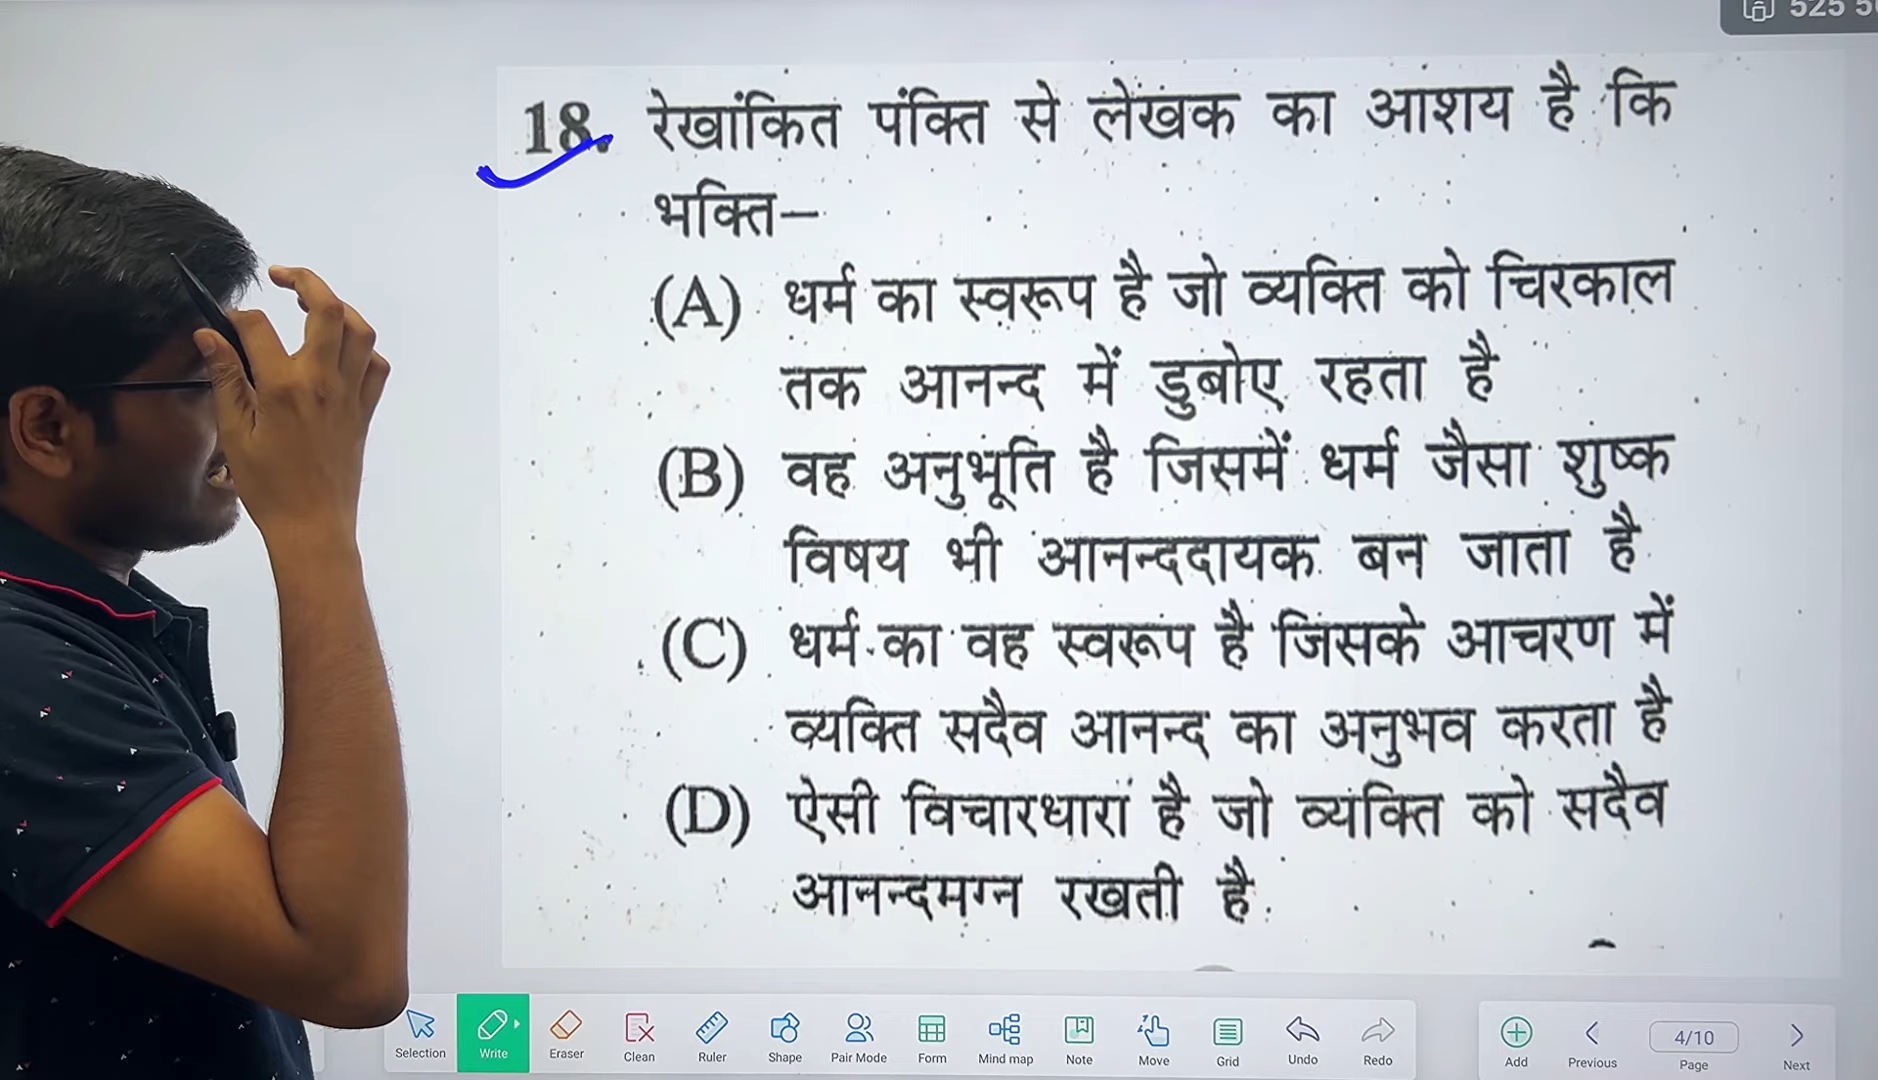 525 5
18. रेखांकित पंक्ति से लेखक का आशय है कि
भक्ति—
(A) धर्म का स्वरूप है जो व्यक्ति को चिरकाल
तक आनन्द में डुबोए रहता है
(B) वह अनुभूति है जिसमें धर्म जैसा शुष्क
विषय भी आनन्ददायक बन जाता है
(C) धर्म का वह स्वरूप है जिसके आचरण में
व्यक्ति सदैव आनन्द का अनुभव करता है
(D) ऐसी विचारधारा है जो व्यक्ति को सदैव
आनन्दमग्न रखती है
Selection Write Eraser Clean Ruler Shape Pair Mode Form Mind map Note Move Grid Undo Redo Add Previous 4/10 Page Next